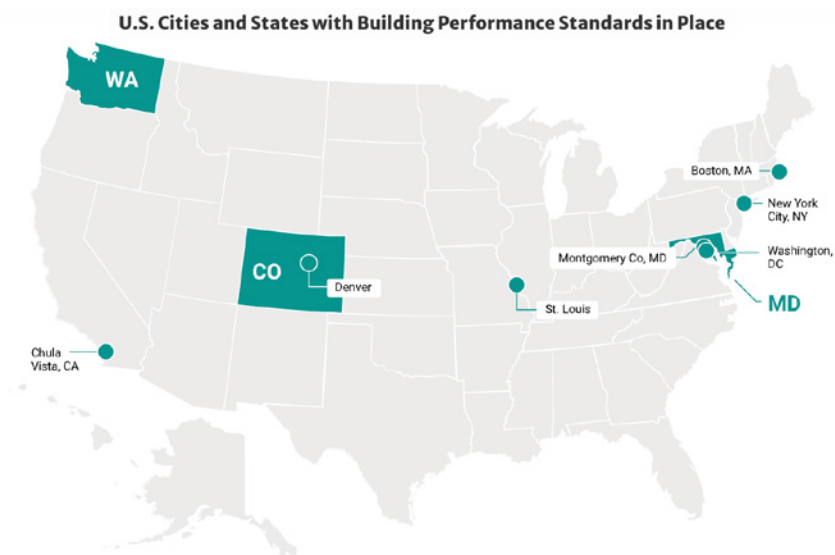 U.S. Cities and States with Building Performance Standards in Place
WA
Boston, MA
New York
City, NY
Montgomery Co, MD
Washington,
DC
CO
Denver
St. Louis
MD
Chula
Vista, CA